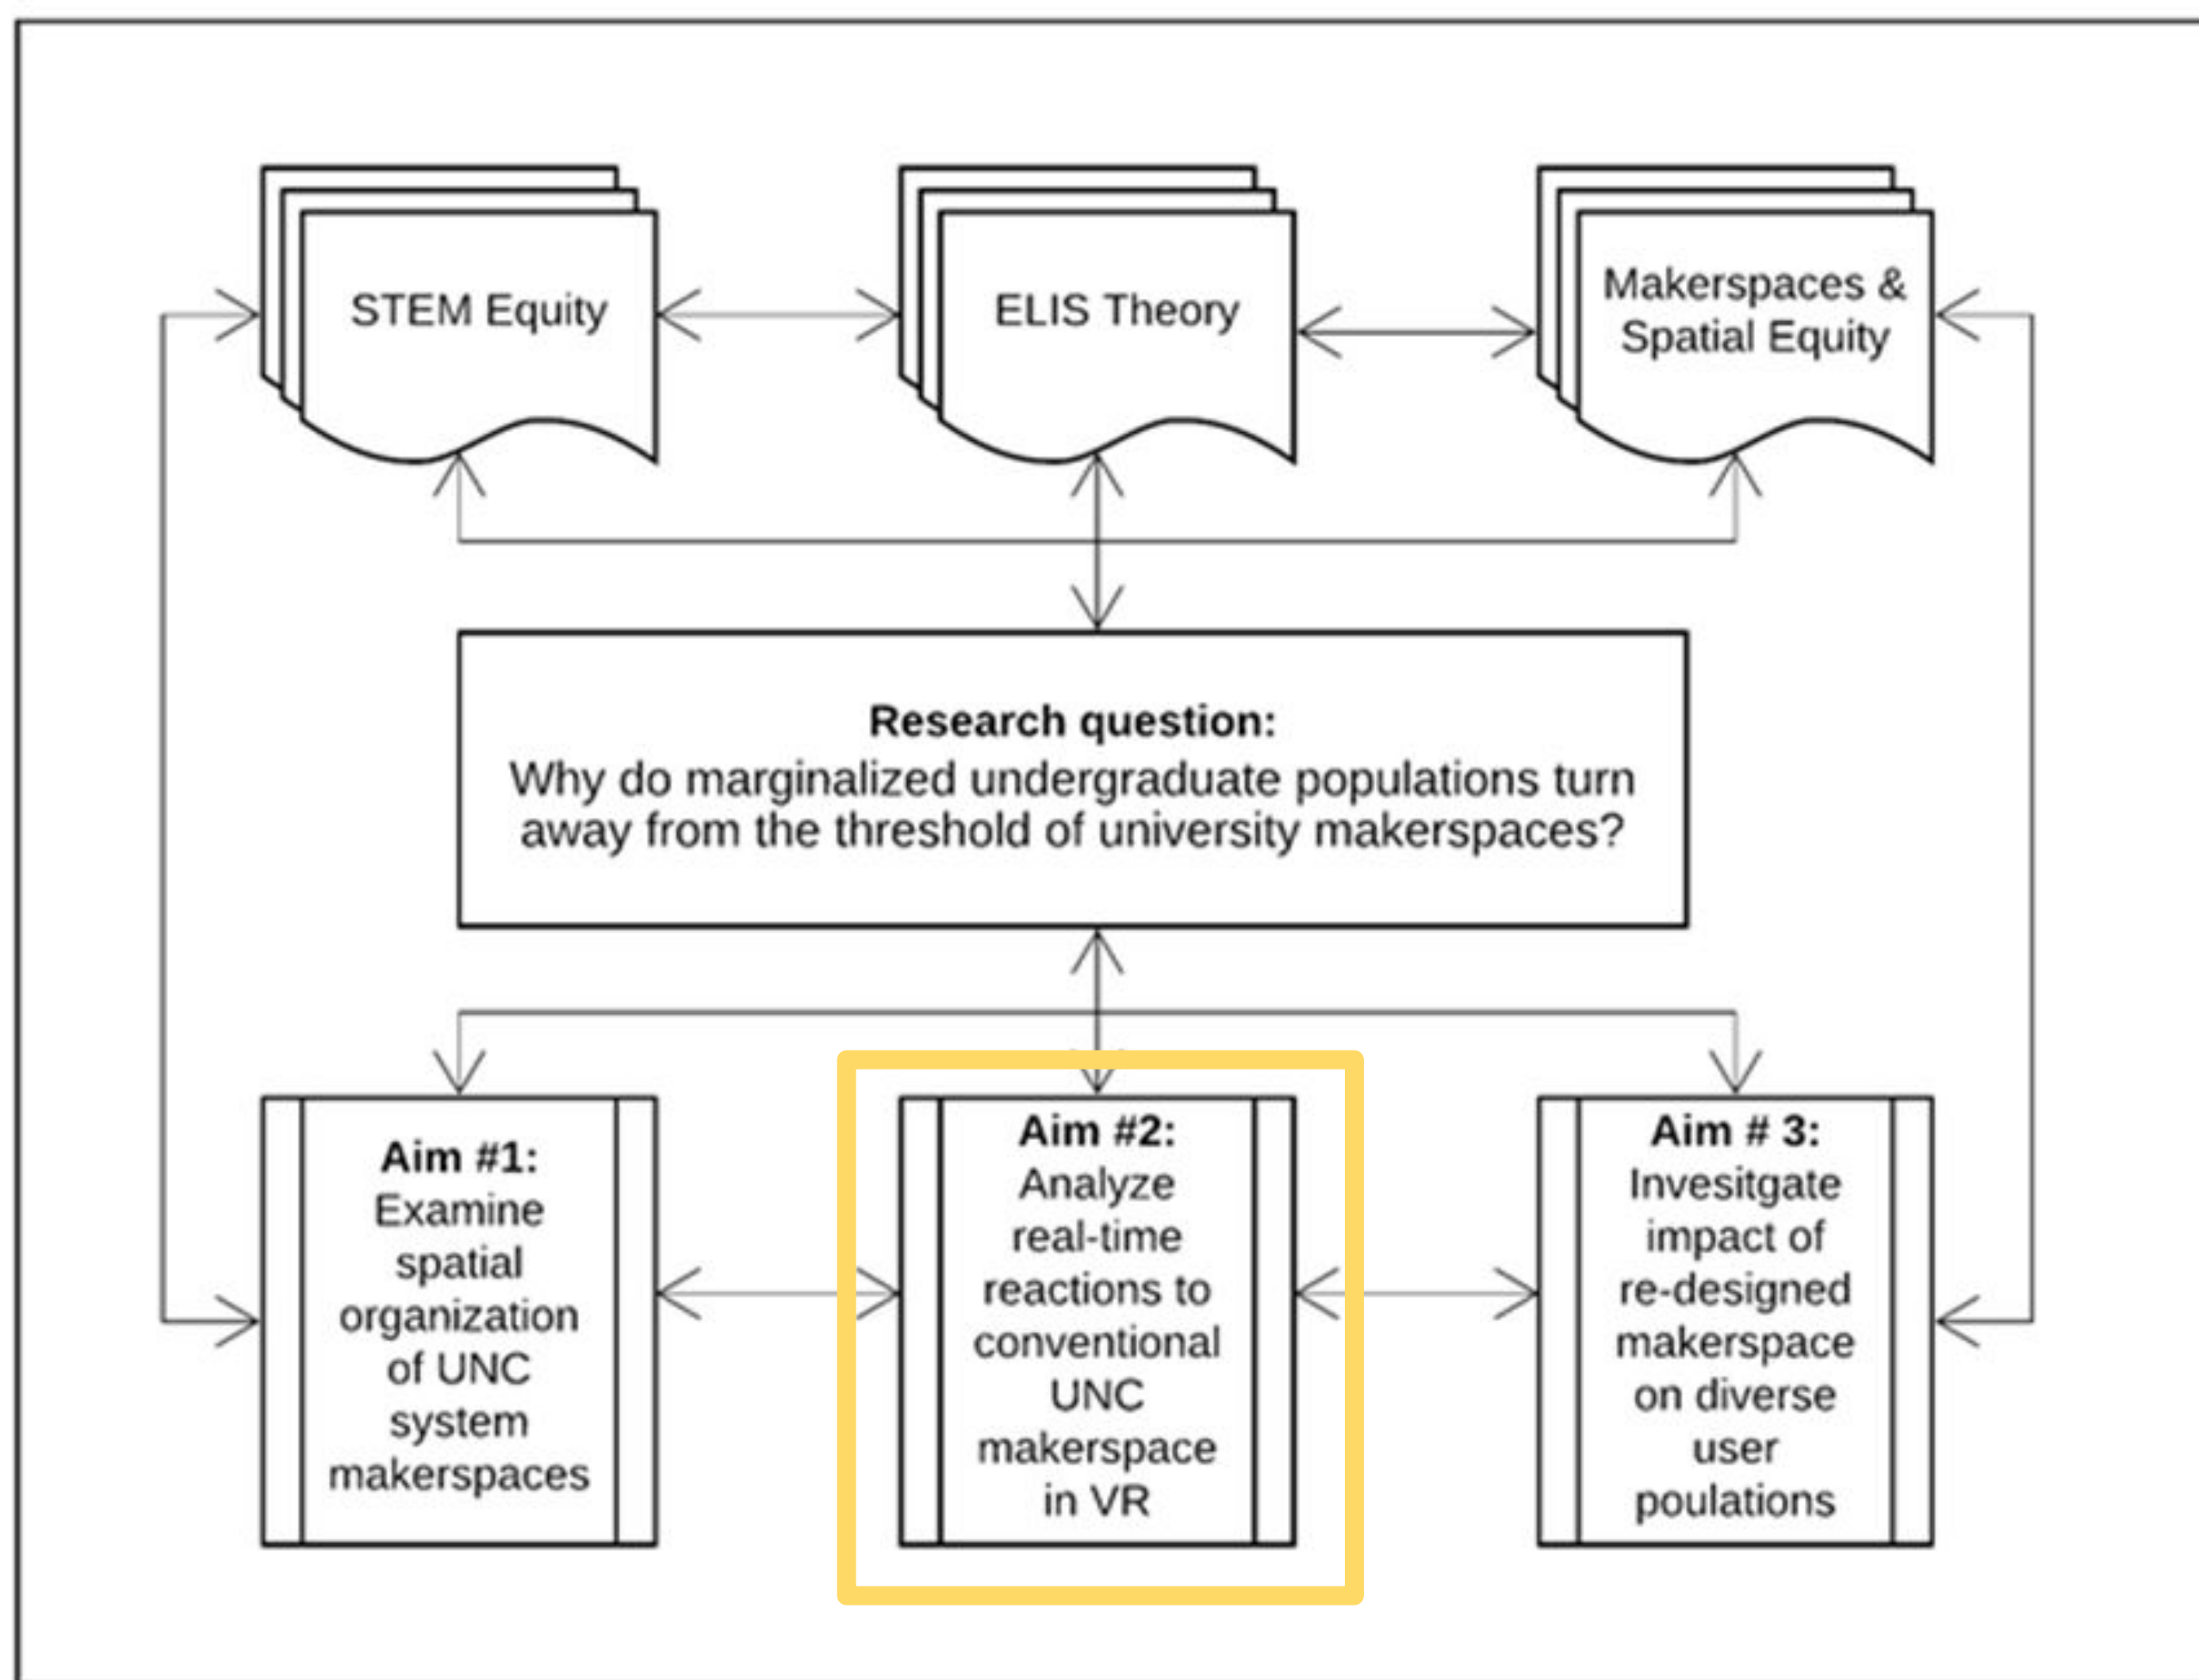 STEM Equity
ELIS Theory
Makerspaces &
Spatial Equity
Research question:
Why do marginalized undergraduate populations turn
away from the threshold of university makerspaces?
Aim #1:
Examine
spatial
organization
of UNC
system
makerspaces
Aim #2:
Analyze
real-time
reactions to
conventional
UNC
makerspace
in VR
Aim # 3:
Invesitgate
impact of
re-designed
makerspace
on diverse
user
poulations